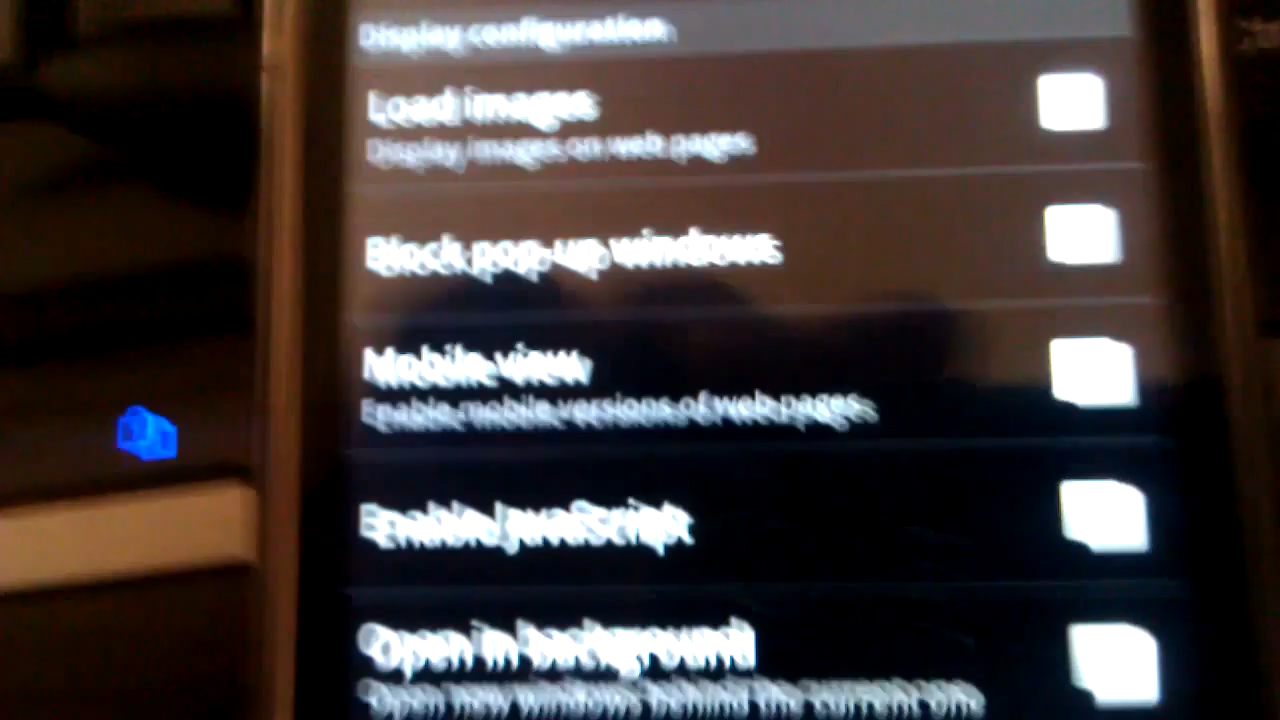 Display configuration
Load images
Display images on web pages
Block pop-up windows
Mobile view
Enable mobile versions of web pages
Enable JavaScript
Open in background
Open new windows behind the current one